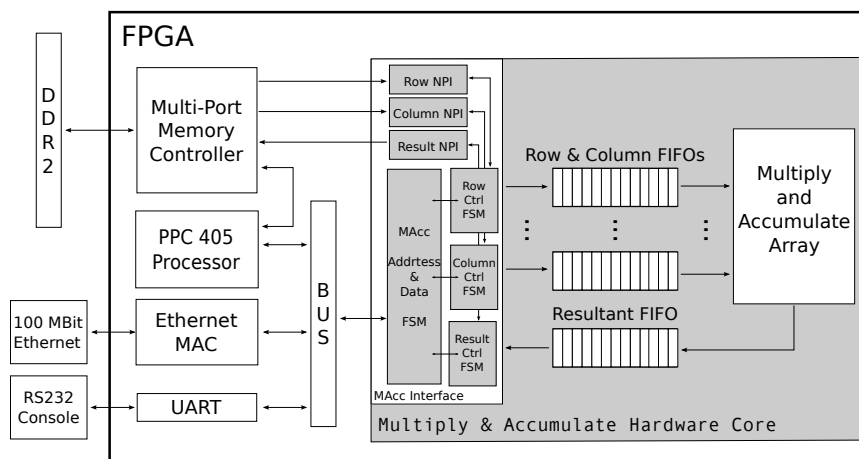 FPGA
DDR2
Multi-Port
Memory
Controller
PPC 405
Processor
Ethernet
MAC
UART
100 MBit
Ethernet
RS232
Console
BUS
Row NPI
Column NPI
Result NPI
MAcc
Addrtess
&
Data
FSM
Row
Ctrl
FSM
Column
Ctrl
FSM
Result
Ctrl
FSM
MAcc Interface
Row & Column FIFOs
Resultant FIFO
Multiply
and
Accumulate
Array
Multiply & Accumulate Hardware Core